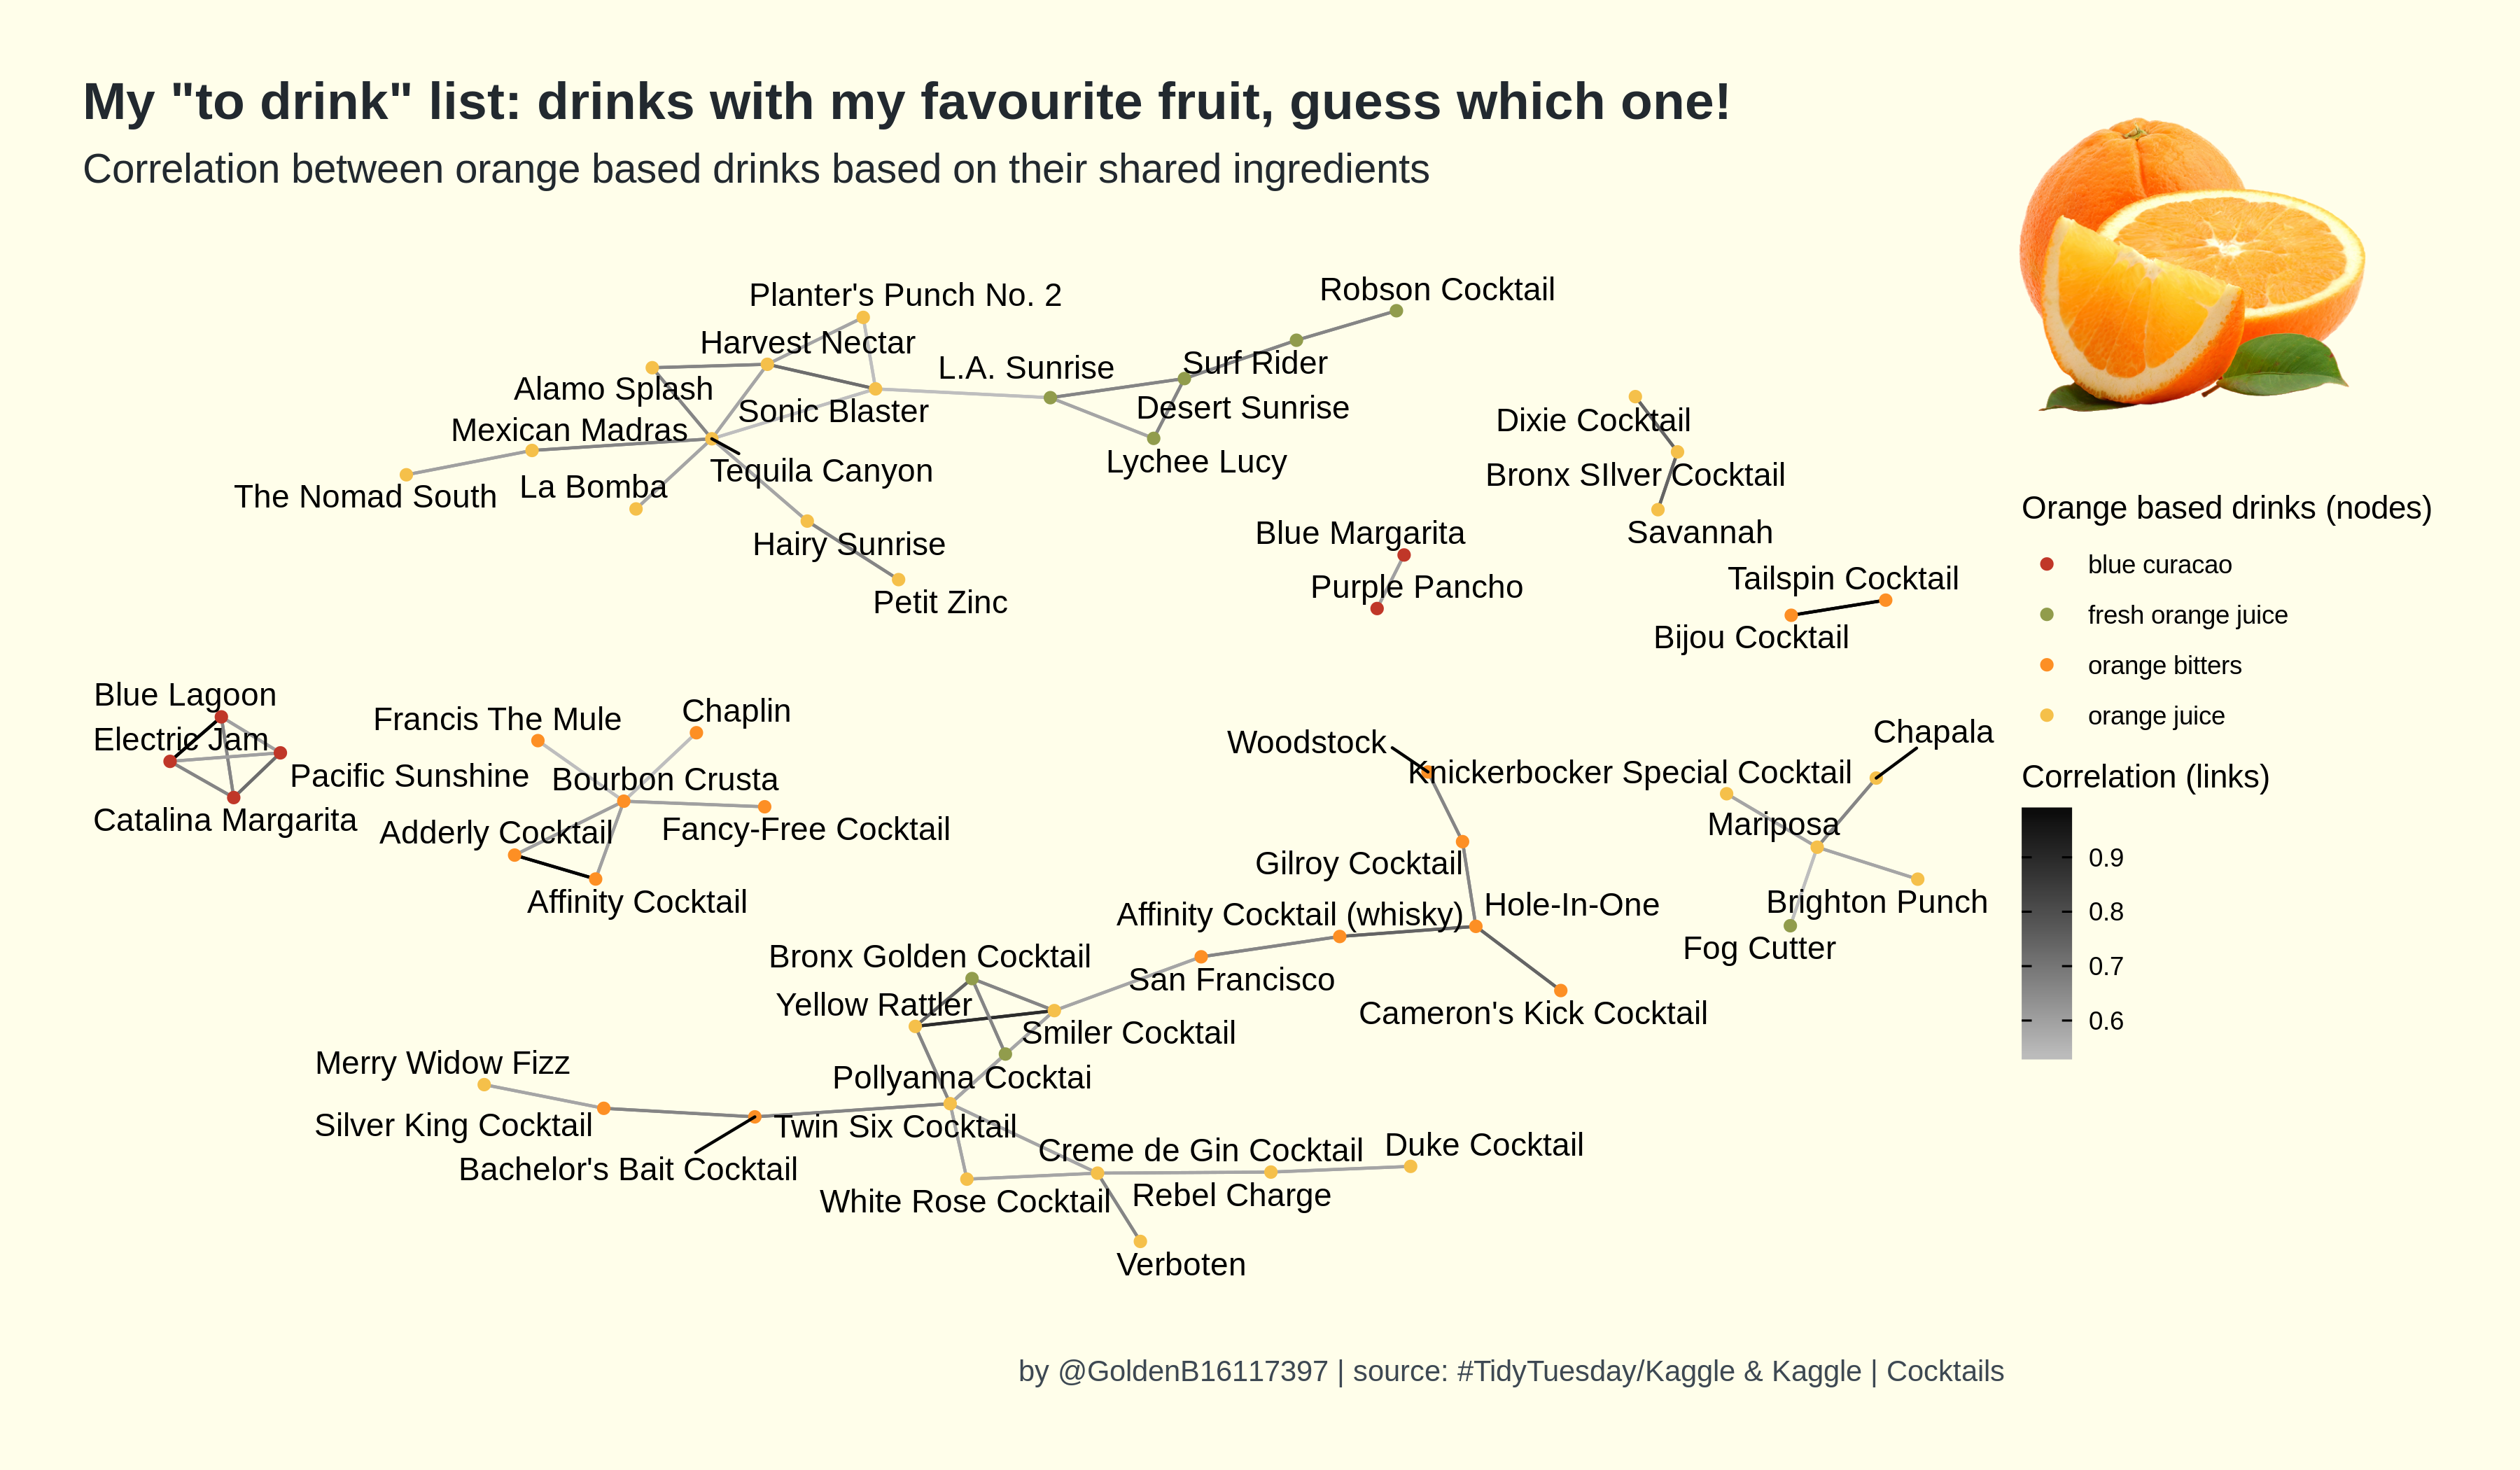 My "to drink" list: drinks with my favourite fruit, guess which one!
Correlation between orange based drinks based on their shared ingredients
Planter's Punch No. 2
Robson Cocktail
Harvest Nectar
L.A. Sunrise
Surf Rider
Alamo Splash
Sonic Blaster
Desert Sunrise
Mexican Madras
Dixie Cocktail
Tequila Canyon
Lychee Lucy
The Nomad South
La Bomba
Bronx SIlver Cocktail
Hairy Sunrise
Blue Margarita
Savannah
Petit Zinc
Purple Pancho
Tailspin Cocktail
Bijou Cocktail
Blue Lagoon
Electric Jam
Pacific Sunshine
Catalina Margarita
Francis The Mule
Chaplin
Bourbon Crusta
Adderly Cocktail
Fancy-Free Cocktail
Affinity Cocktail
Woodstock
Knickerbocker Special Cocktail
Chapala
Mariposa
Gilroy Cocktail
Brighton Punch
Fog Cutter
Affinity Cocktail (whisky)
Hole-In-One
Bronx Golden Cocktail
San Francisco
Yellow Rattler
Smiler Cocktail
Cameron's Kick Cocktail
Merry Widow Fizz
Pollyanna Cocktai
Silver King Cocktail
Twin Six Cocktail
Bachelor's Bait Cocktail
Creme de Gin Cocktail
Duke Cocktail
White Rose Cocktail
Rebel Charge
Verboten
Orange based drinks (nodes)
blue curacao
fresh orange juice
orange bitters
orange juice
Correlation (links)
0.9
0.8
0.7
0.6
by @GoldenB16117397 | source: #TidyTuesday/Kaggle & Kaggle | Cocktails